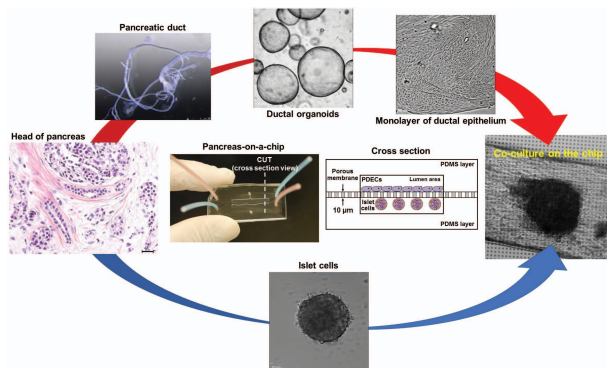 Pancreatic duct
Ductal organoids
Monolayer of ductal epithelium
Head of pancreas
Pancreas-on-a-chip
CUT
(cross section view)
Cross section
PDMS layer
Porous
membrane
PDECs
Lumen area
10 μm
Islet
cells
PDMS layer
Co-culture on the chip
Islet cells